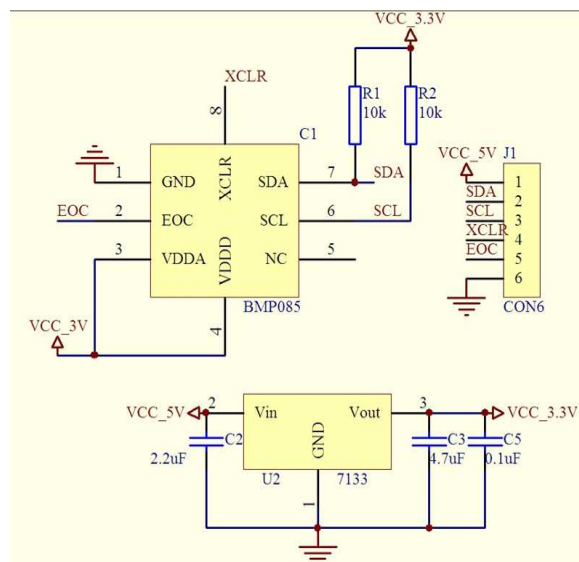 VCC_3.3V
XCLR
8
R1
10k
R2
10k
C1
J1
VCC_5V
1
GND
XCLR
SDA
7
SDA
1
SDA
2
EOC
2
EOC
SCL
6
SCL
SCL
3
XCLR
4
3
VDDA
VDDD
NC
5
EOC
5
6
4
BMP085
CON6
VCC_3V
VCC_5V
2
Vin
Vout
3
VCC_3.3V
C2
2.2uF
GND
C3
4.7uF
C5
0.1uF
U2
7133
1